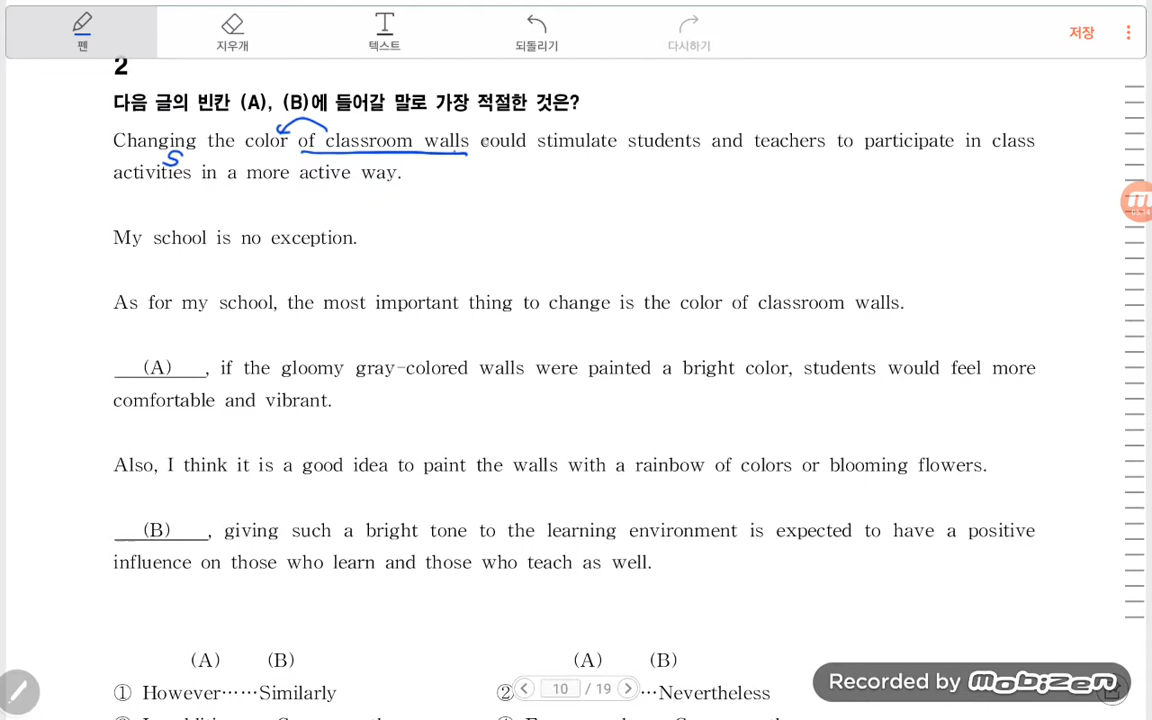 펜 지우개 텍스트 되돌리기 다시하기 저장
2
다음 글의 빈칸 (A), (B)에 들어갈 말로 가장 적절한 것은?
Changing the color of classroom walls could stimulate students and teachers to participate in class
S
activities in a more active way.
My school is no exception.
As for my school, the most important thing to change is the color of classroom walls.
(A) , if the gloomy gray-colored walls were painted a bright color, students would feel more
comfortable and vibrant.
Also, I think it is a good idea to paint the walls with a rainbow of colors or blooming flowers.
(B) , giving such a bright tone to the learning environment is expected to have a positive
influence on those who learn and those who teach as well.
(A) (B) (A) (B)
① However……Similarly ② …Nevertheless
10 / 19
Recorded by mobizen